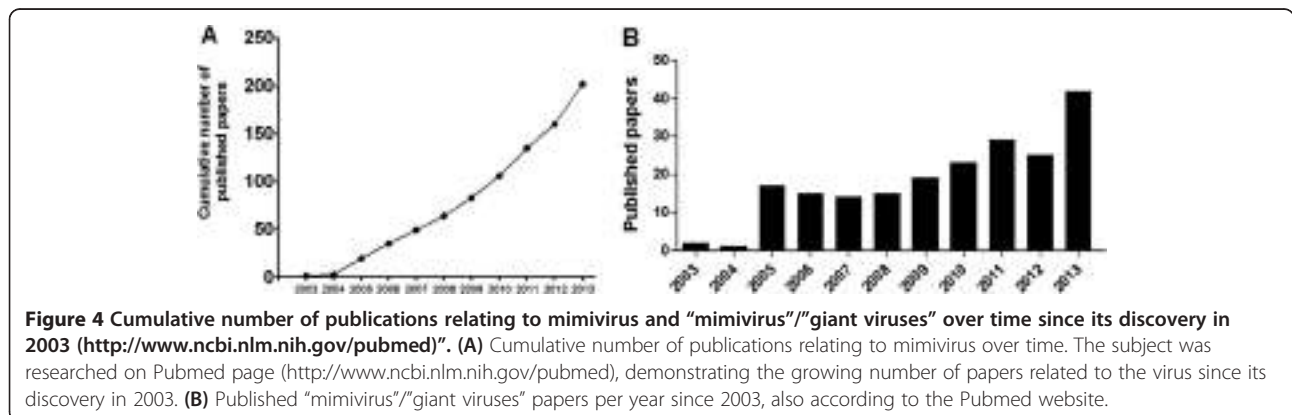 A
250
200
150
100
50
0
Cumulative number of
published papers
2003 2004 2005 2006 2007 2008 2009 2010 2011 2012 2013
B
50
40
30
20
10
0
Published papers
2003 2004 2005 2006 2007 2008 2009 2010 2011 2012 2013
Figure 4 Cumulative number of publications relating to mimivirus and “mimivirus”/”giant viruses” over time since its discovery in
2003 (http://www.ncbi.nlm.nih.gov/pubmed)”. (A) Cumulative number of publications relating to mimivirus over time. The subject was
researched on Pubmed page (http://www.ncbi.nlm.nih.gov/pubmed), demonstrating the growing number of papers related to the virus since its
discovery in 2003. (B) Published “mimivirus”/”giant viruses” papers per year since 2003, also according to the Pubmed website.